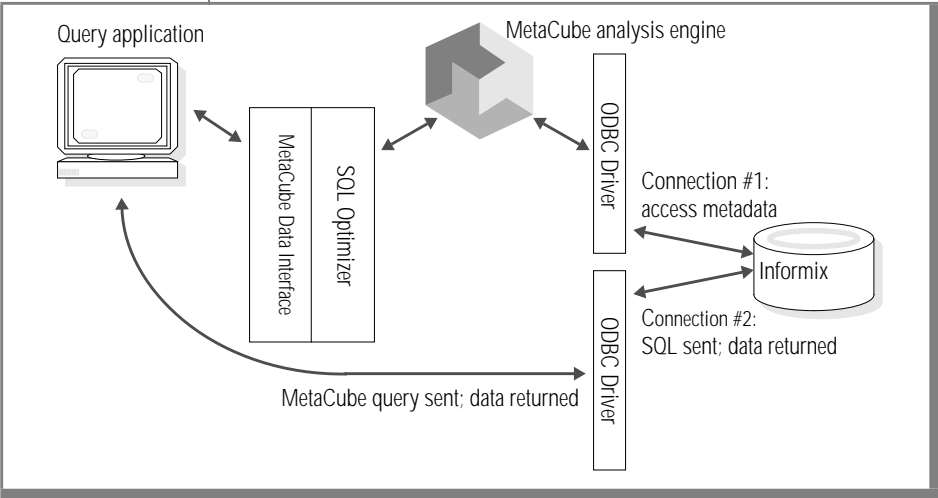 Query application
MetaCube analysis engine
MetaCube Data Interface
SQL Optimizer
ODBC Driver
Connection #1:
access metadata
Informix
ODBC Driver
Connection #2:
SQL sent; data returned
MetaCube query sent; data returned